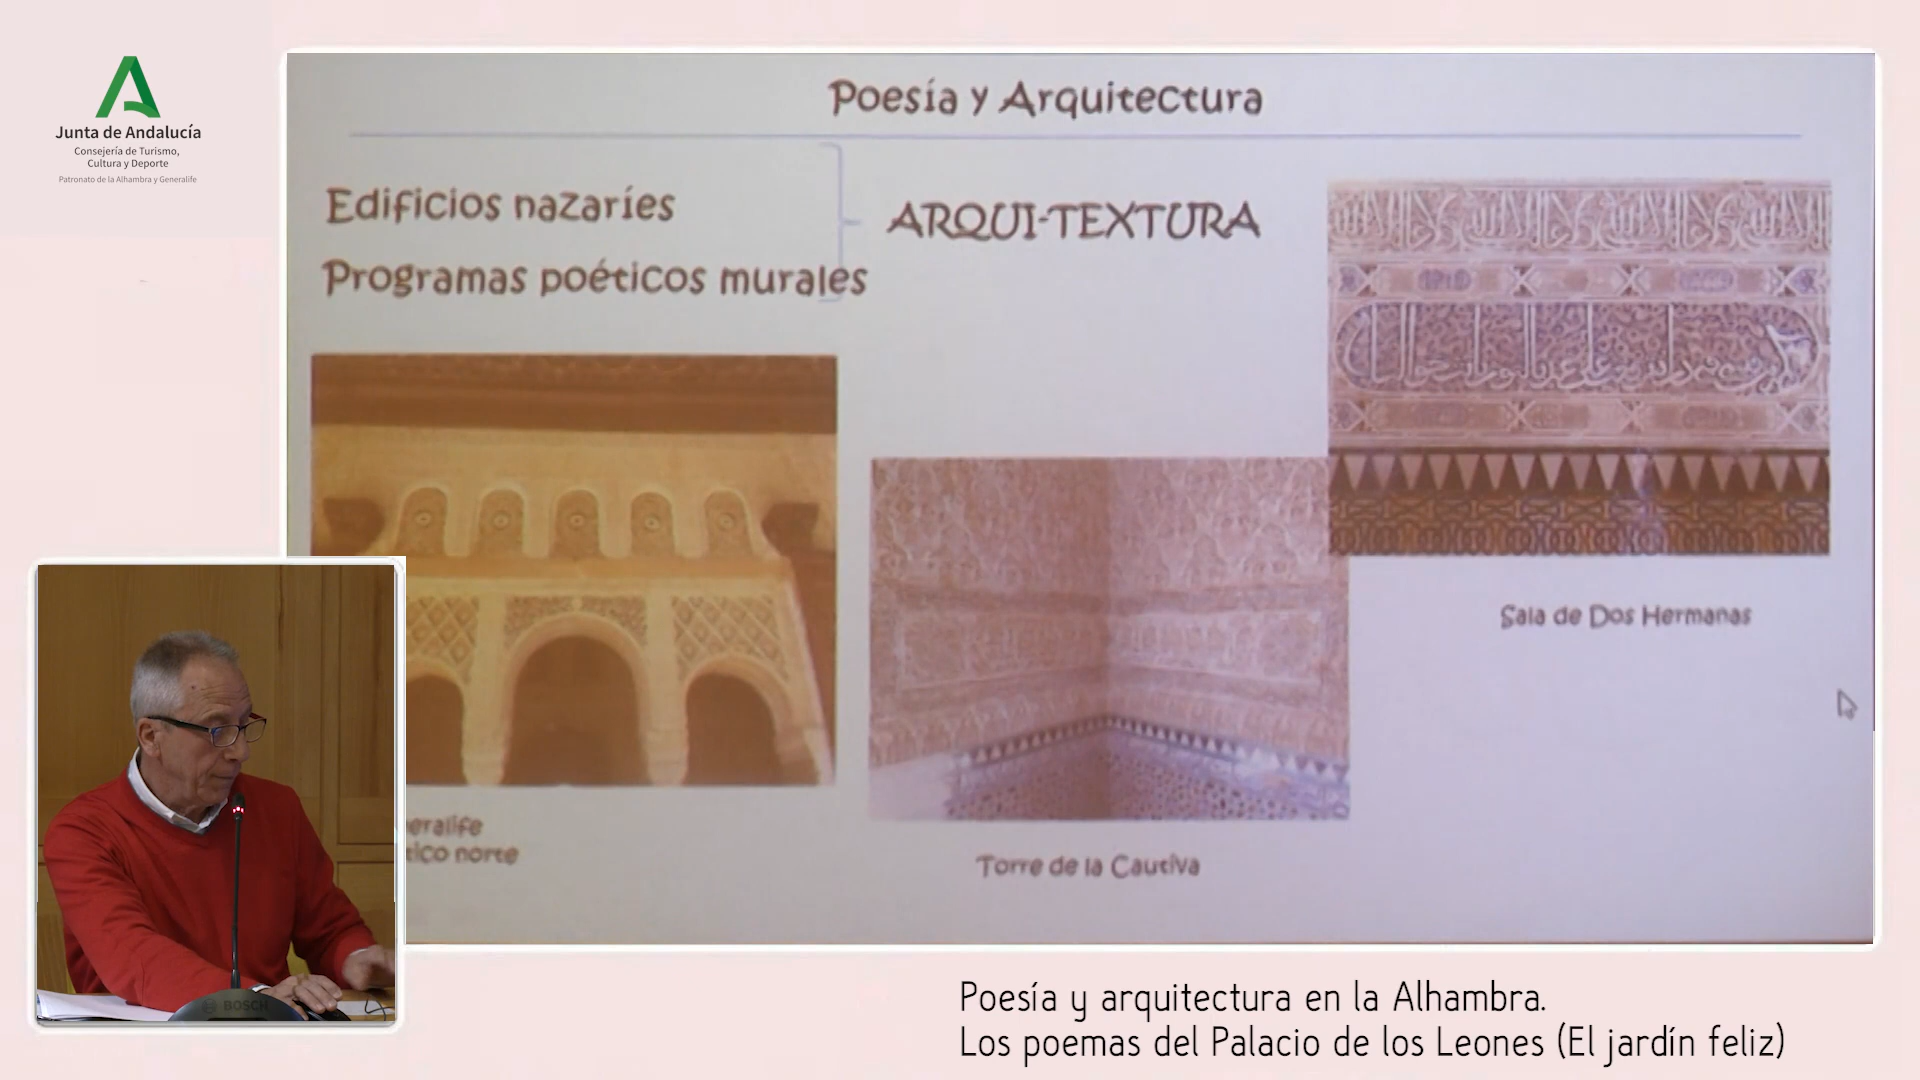 Junta de Andalucía
Consejería de Turismo,
Cultura y Deporte
Patronato de la Alhambra y Generalife
Poesía y Arquitectura
Edificios nazaríes
Programas poéticos murales
ARQUI-TEXTURA
Sala de Dos Hermanas
eralife
tico norte
Torre de la Cautiva
BOSCH
Poesía y arquitectura en la Alhambra.
Los poemas del Palacio de los Leones (El jardín feliz)